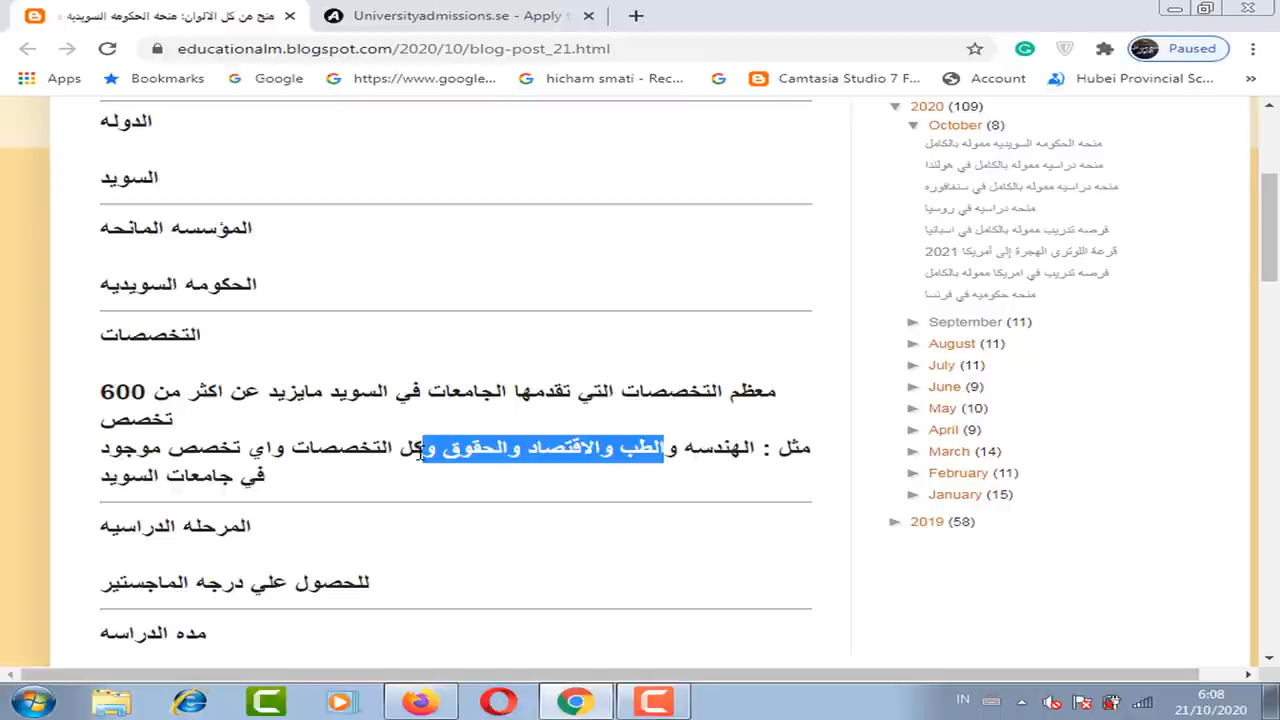 منح من كل الالوان: منحه الحكومه السويديه
Universityadmissions.se - Apply t
educationalm.blogspot.com/2020/10/blog-post_21.html
Paused
Apps
Bookmarks
Google
https://www.google...
hicham smati - Rec...
Camtasia Studio 7 F...
Account
Hubei Provincial Sc...
»
الدوله
السويد
المؤسسه المانحه
الحكومه السويديه
التخصصات
معظم التخصصات التي تقدمها الجامعات في السويد مايزيد عن اكثر من 600
تخصص
مثل : الهندسه والطب والاقتصاد والحقوق وكل التخصصات واي تخصص موجود
في جامعات السويد
المرحله الدراسيه
للحصول علي درجه الماجستير
مده الدراسه
2020 (109)
October (8)
منحه الحكومه السويديه مموله بالكامل
منحه دراسيه مموله بالكامل في هولندا
منحه دراسيه مموله بالكامل في سنغافوره
منحه دراسيه في روسيا
فرصه تدريب مموله بالكامل في اسبانيا
قرعة اللوتري الهجرة إلى أمريكا 2021
فرصه تدريب في امريكا مموله بالكامل
منحه حكوميه في فرنسا
September (11)
August (11)
July (11)
June (9)
May (10)
April (9)
March (14)
February (11)
January (15)
2019 (58)
IN
6:08
21/10/2020